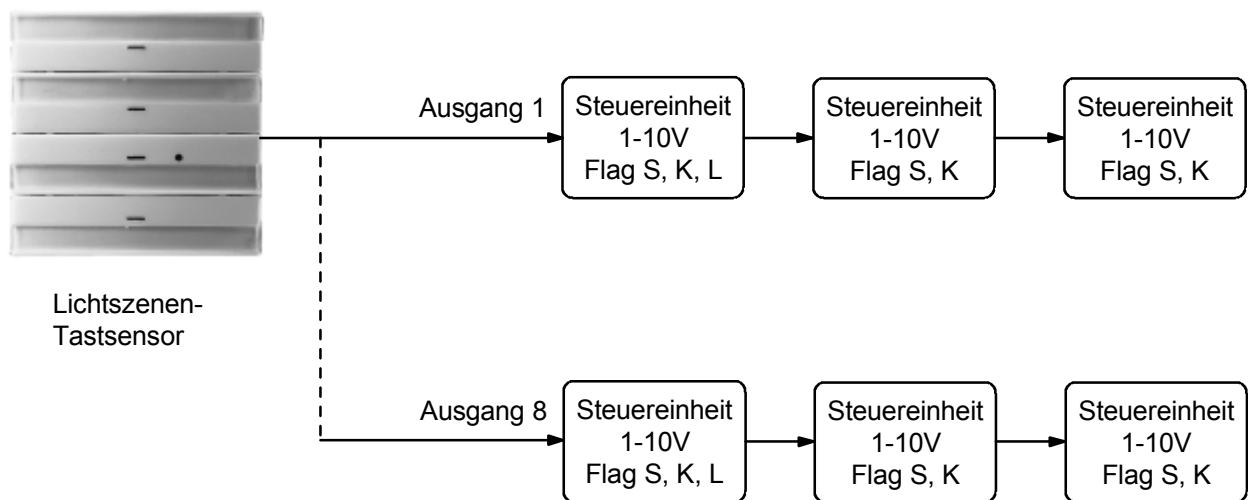 Ausgang 1
Steuereinheit
1-10V
Flag S, K, L
Steuereinheit
1-10V
Flag S, K
Steuereinheit
1-10V
Flag S, K
Lichtszenen-
Tastsensor
Ausgang 8
Steuereinheit
1-10V
Flag S, K, L
Steuereinheit
1-10V
Flag S, K
Steuereinheit
1-10V
Flag S, K